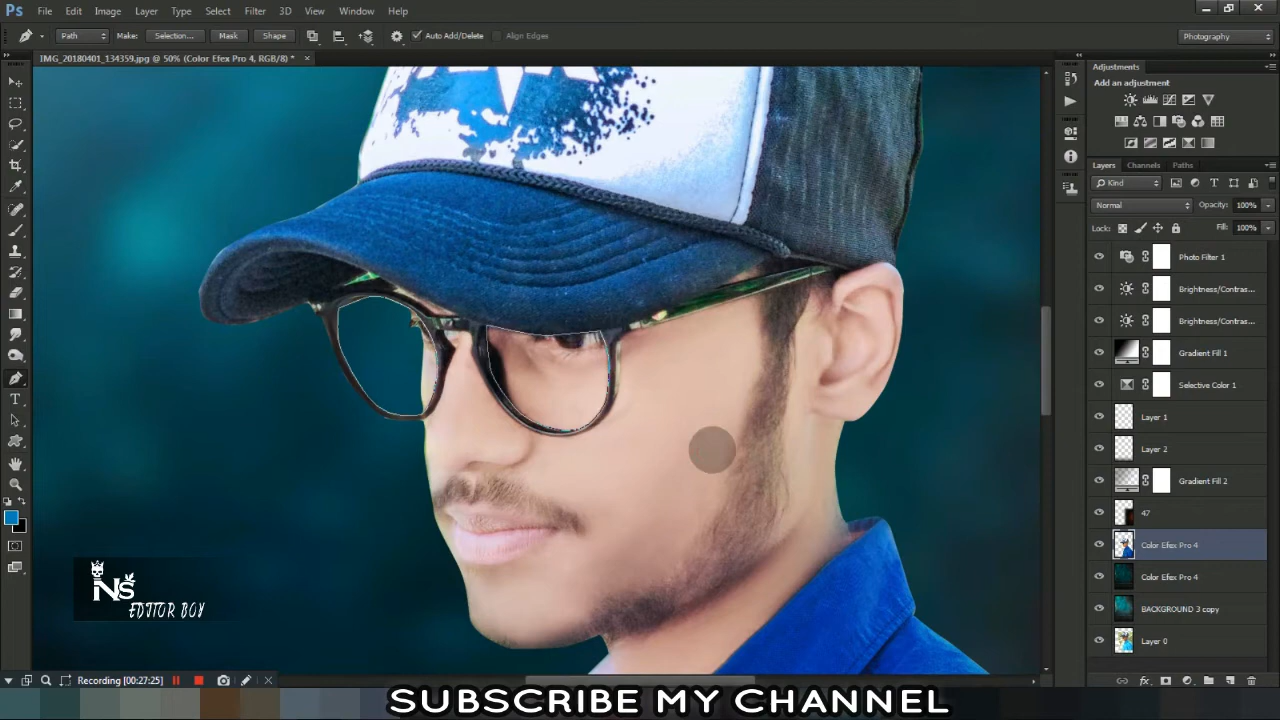 Ps File Edit Image Layer Type Select Filter 3D View Window Help
Path Make: Selection... Mask Shape Auto Add/Delete Align Edges Photography
IMG_20180401_134359.jpg @ 50% (Color Efex Pro 4, RGB/8) * ×
Adjustments
Add an adjustment
Layers Channels Paths
Kind
Normal Opacity: 100%
Locks: Fill: 100%
Photo Filter 1
Brightness/Contras...
Brightness/Contras...
Gradient Fill 1
Selective Color 1
Layer 1
Layer 2
Gradient Fill 2
47
Color Efex Pro 4
Color Efex Pro 4
BACKGROUND 3 copy
Layer 0
NS
EDITOR BOY
Recording [00:27:25]
SUBSCRIBE MY CHANNEL